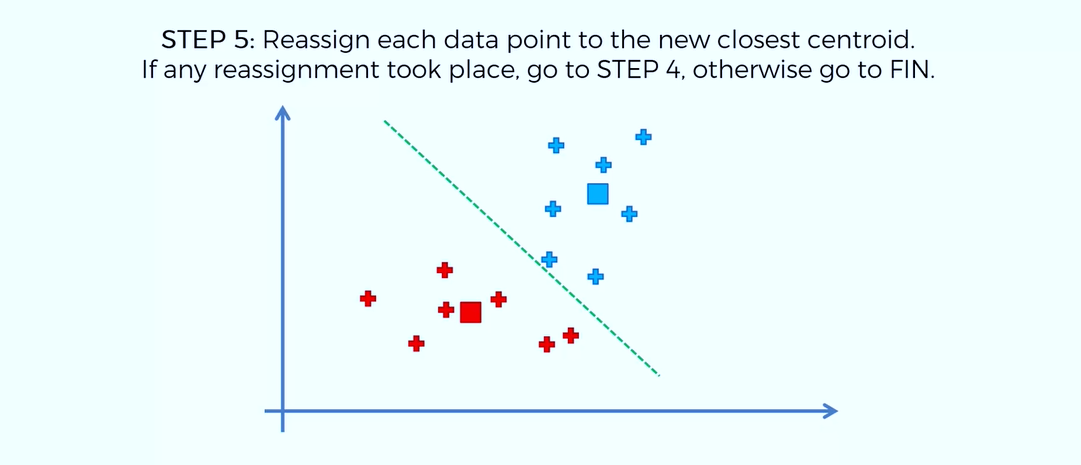 STEP 5: Reassign each data point to the new closest centroid.
If any reassignment took place, go to STEP 4, otherwise go to FIN.